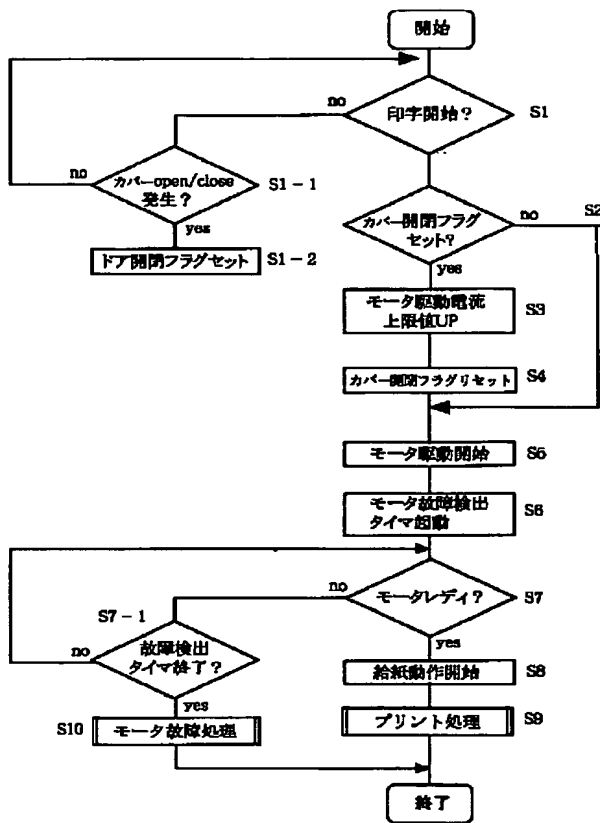 開始
no
印字開始?
S1
no
カバーopen/close
発生?
S1-1
yes
ドア開閉フラグセット
S1-2
カバー開閉フラグ
セット?
no
S2
yes
モータ駆動電流
上限値UP
S3
カバー開閉フラグリセット
S4
モータ駆動開始
S5
モータ故障検出
タイマ起動
S6
no
モータレディ?
S7
S7-1
no
故障検出
タイマ終了?
yes
yes
給紙動作開始
S8
S10
モータ故障処理
プリント処理
S9
終了